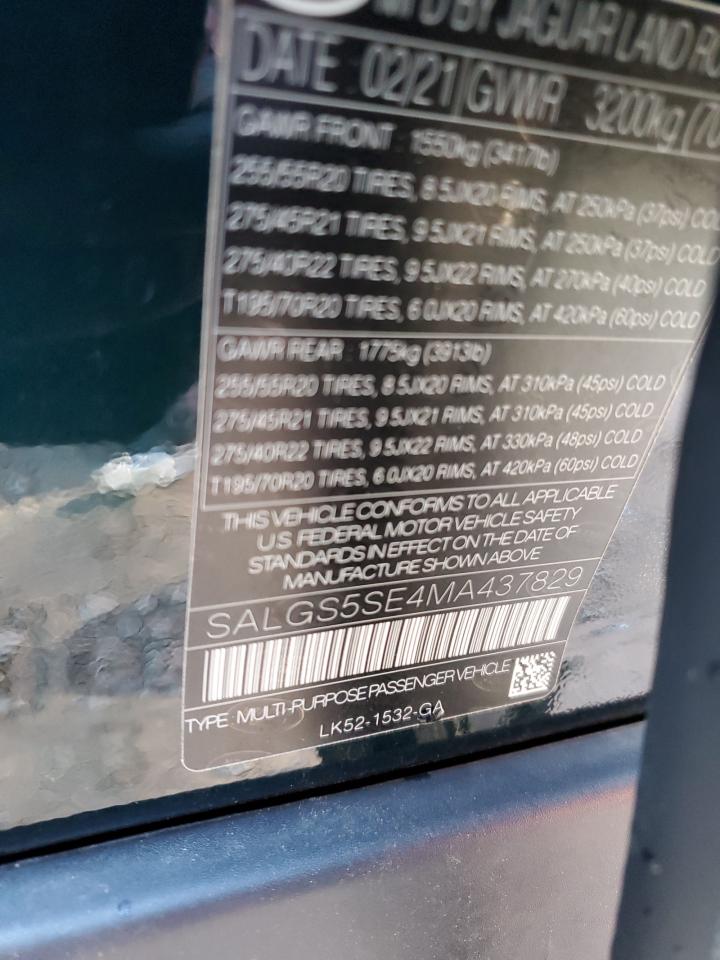 MFD BY JAGUAR LAND
DATE 02/21 GVWR 3200kg
GAWR FRONT 1550kg (3417lb)
255/55R20 TIRES, 8.5JX20 RIMS, AT 250kPa (37psi) COLD
275/45R21 TIRES, 9.5JX21 RIMS, AT 250kPa (37psi) COLD
275/40R22 TIRES, 9.5JX22 RIMS, AT 270kPa (40psi) COLD
T195/70R20 TIRES, 6.0JX20 RIMS, AT 420kPa (60psi) COLD
GAWR REAR 1775kg (3913lb)
255/55R20 TIRES, 8.5JX20 RIMS, AT 310kPa (45psi) COLD
275/45R21 TIRES, 9.5JX21 RIMS, AT 310kPa (45psi) COLD
275/40R22 TIRES, 9.5JX22 RIMS, AT 330kPa (48psi) COLD
T195/70R20 TIRES, 6.0JX20 RIMS, AT 420kPa (60psi) COLD
THIS VEHICLE CONFORMS TO ALL APPLICABLE
U.S. FEDERAL MOTOR VEHICLE SAFETY
STANDARDS IN EFFECT ON THE DATE OF
MANUFACTURE SHOWN ABOVE
SALGS5SE4MA437829
TYPE: MULTI-PURPOSE PASSENGER VEHICLE
LK52-1532-GA